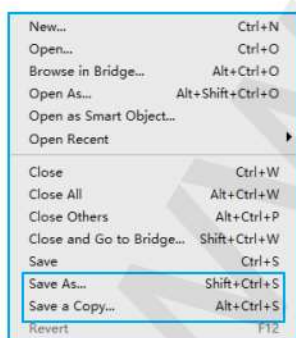 New... Ctrl+N
Open... Ctrl+O
Browse in Bridge... Alt+Ctrl+O
Open As... Alt+Shift+Ctrl+O
Open as Smart Object...
Open Recent
Close Ctrl+W
Close All Alt+Ctrl+W
Close Others Alt+Ctrl+P
Close and Go to Bridge... Shift+Ctrl+W
Save Ctrl+S
Save As... Shift+Ctrl+S
Save a Copy... Alt+Ctrl+S
Revert F12